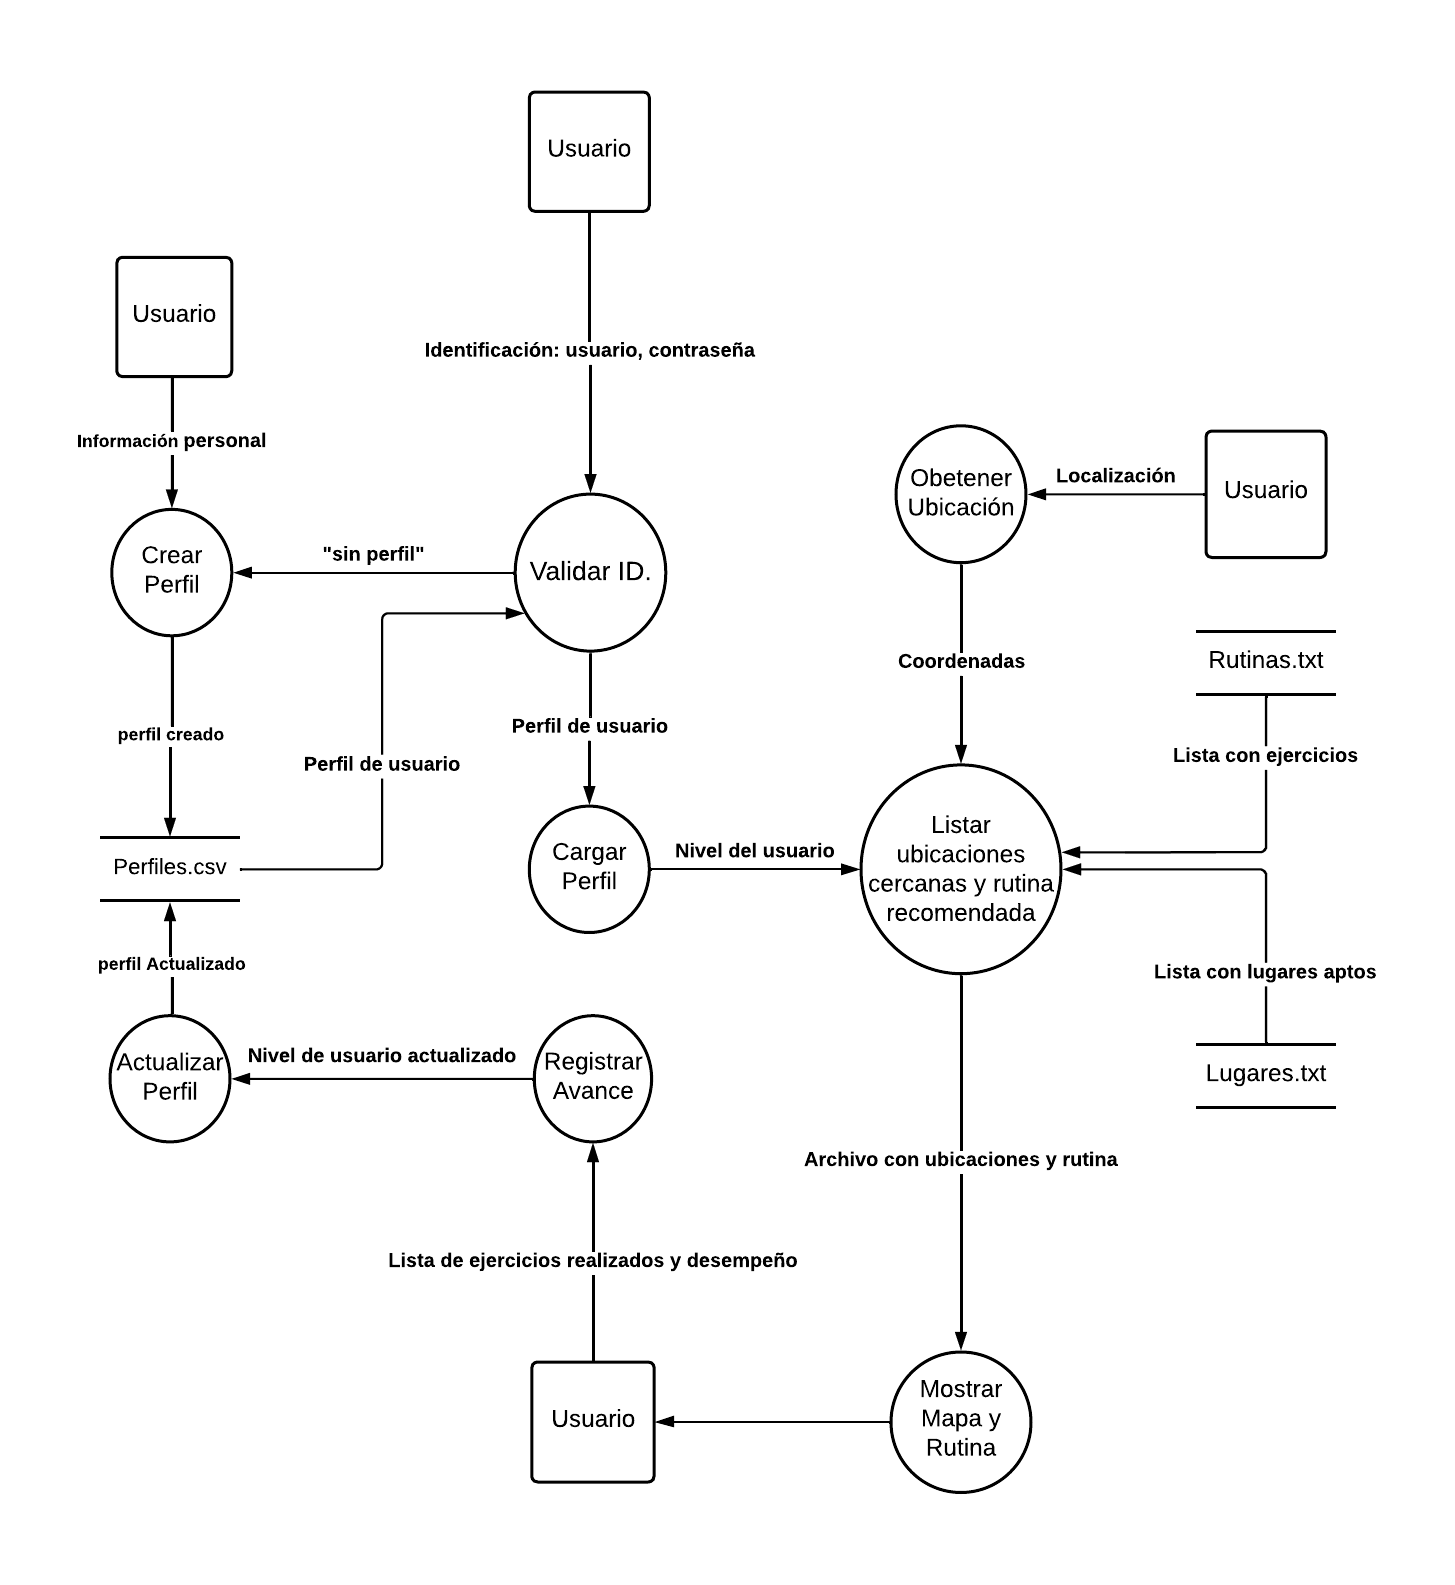 Usuario
Usuario
Identificación: usuario, contraseña
Información personal
Obetener
Ubicación
Localización
Usuario
Crear
Perfil
"sin perfil"
Validar ID.
Coordenadas
Rutinas.txt
perfil creado
Perfil de usuario
Perfil de usuario
Lista con ejercicios
Perfiles.csv
Cargar
Perfil
Nivel del usuario
Listar
ubicaciones
cercanas y rutina
recomendada
perfil Actualizado
Lista con lugares aptos
Actualizar
Perfil
Nivel de usuario actualizado
Registrar
Avance
Lugares.txt
Archivo con ubicaciones y rutina
Lista de ejercicios realizados y desempeño
Usuario
Mostrar
Mapa y
Rutina